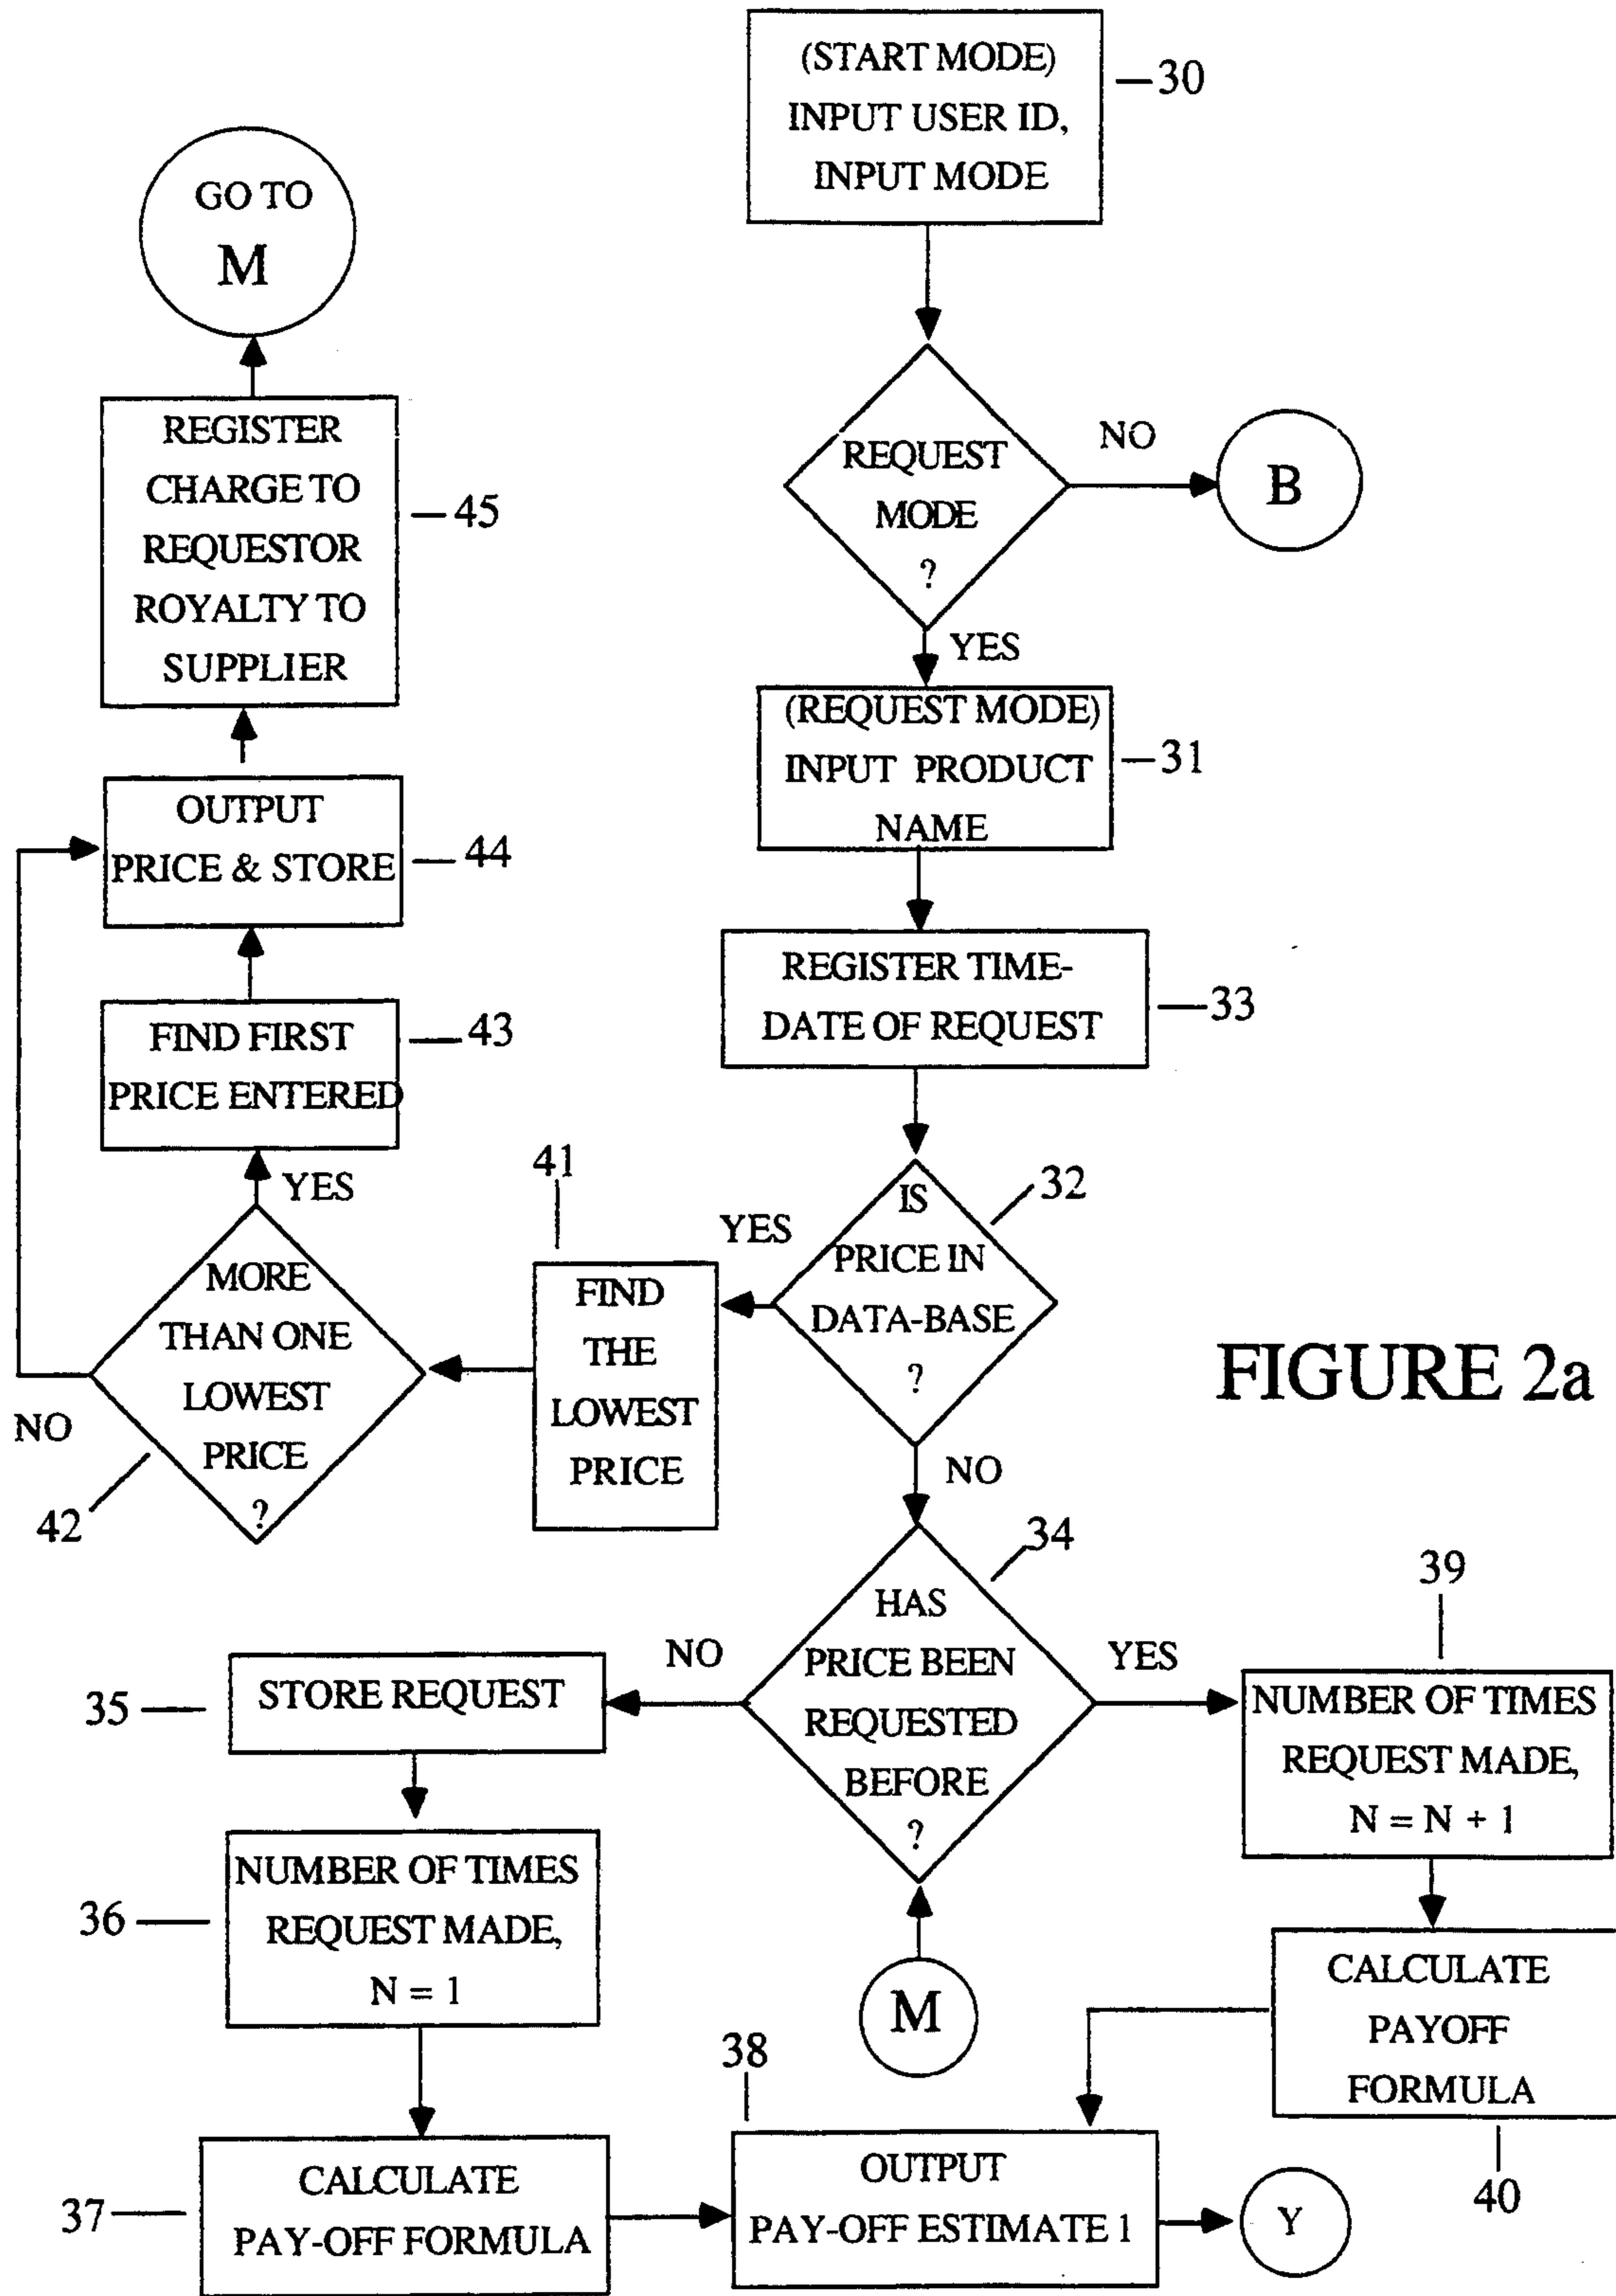 (START MODE)
INPUT USER ID,
INPUT MODE
30
GO TO
M
REQUEST
MODE
?
NO
B
YES
REGISTER
CHARGE TO
REQUESTOR
ROYALTY TO
SUPPLIER
45
(REQUEST MODE)
INPUT PRODUCT
NAME
31
OUTPUT
PRICE & STORE
44
REGISTER TIME-
DATE OF REQUEST
33
FIND FIRST
PRICE ENTERED
43
YES
41
IS
PRICE IN
DATA-BASE
?
32
YES
FIND
THE
LOWEST
PRICE
MORE
THAN ONE
LOWEST
PRICE
?
NO
42
FIGURE 2a
NO
34
HAS
PRICE BEEN
REQUESTED
BEFORE
?
NO
YES
39
STORE REQUEST
35
NUMBER OF TIMES
REQUEST MADE,
N = N + 1
NUMBER OF TIMES
REQUEST MADE,
N = 1
36
M
CALCULATE
PAYOFF
FORMULA
40
38
CALCULATE
PAY-OFF FORMULA
37
OUTPUT
PAY-OFF ESTIMATE 1
Y